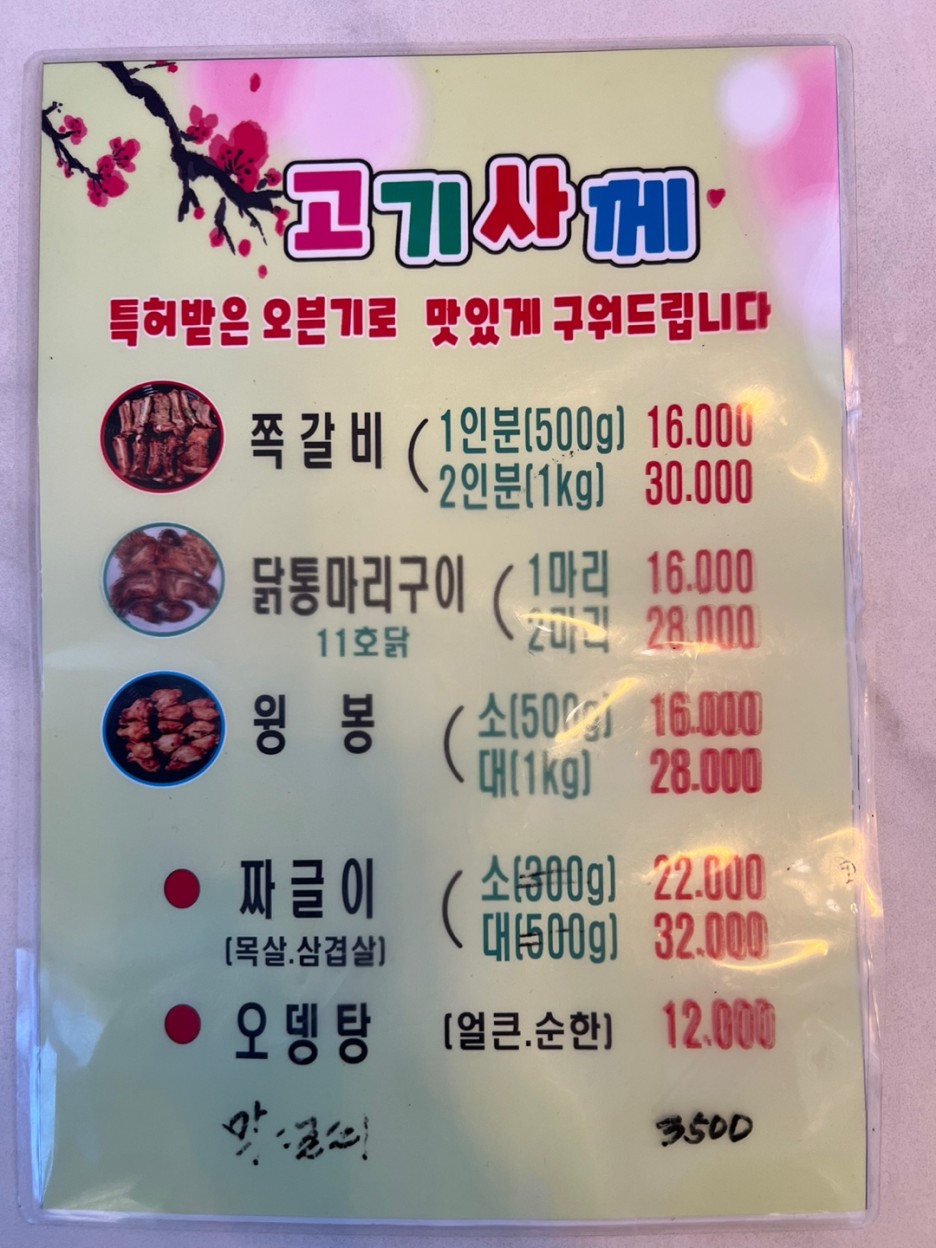 고기사께
특허받은 오븐기로 맛있게 구워드립니다
쪽갈비 1인분(500g) 16.000
2인분(1kg) 30.000
닭통마리구이 1마리 16.000
11호닭 2마리 28.000
윙 봉 소(500g) 16.000
대(1kg) 28.000
짜글이 소(300g) 22.000
(목살.삼겹살) 대(500g) 32.000
오뎅탕 (얼큰.순한) 12.000
3500